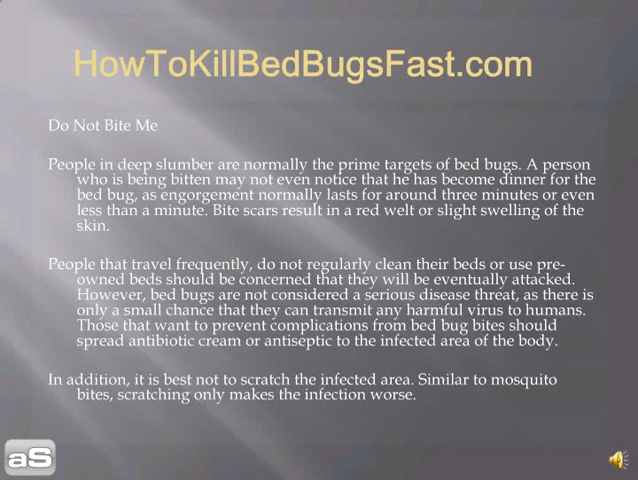 HowToKillBedBugsFast.com
Do Not Bite Me
People in deep slumber are normally the prime targets of bed bugs. A person
who is being bitten may not even notice that he has become dinner for the
bed bug, as engorgement normally lasts for around three minutes or even
less than a minute. Bite scars result in a red welt or slight swelling of the
skin.
People that travel frequently, do not regularly clean their beds or use pre-
owned beds should be concerned that they will be eventually attacked.
However, bed bugs are not considered a serious disease threat, as there is
only a small chance that they can transmit any harmful virus to humans.
Those that want to prevent complications from bed bug bites should
spread antibiotic cream or antiseptic to the infected area of the body.
In addition, it is best not to scratch the infected area. Similar to mosquito
bites, scratching only makes the infection worse.
aS